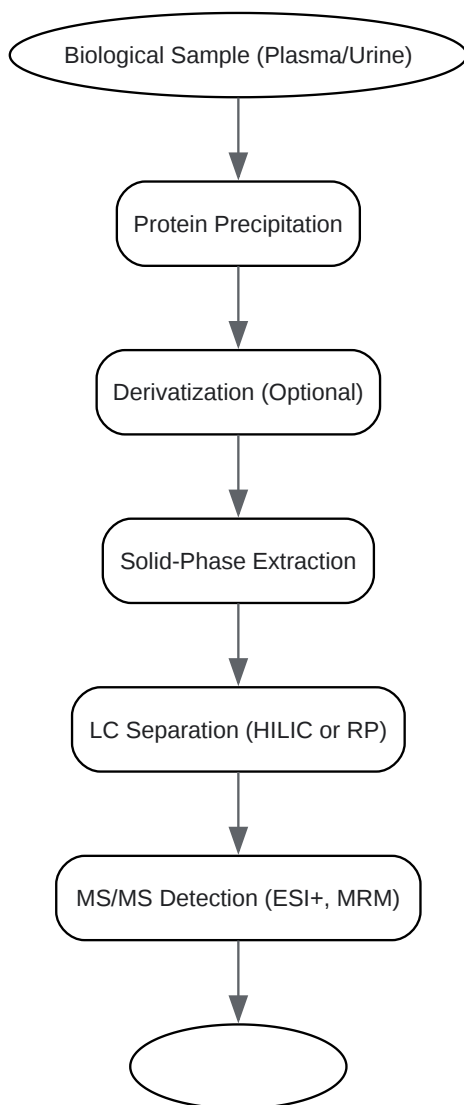 Biological Sample (Plasma/Urine)
Protein Precipitation
Derivatization (Optional)
Solid-Phase Extraction
LC Separation (HILIC or RP)
MS/MS Detection (ESI+, MRM)